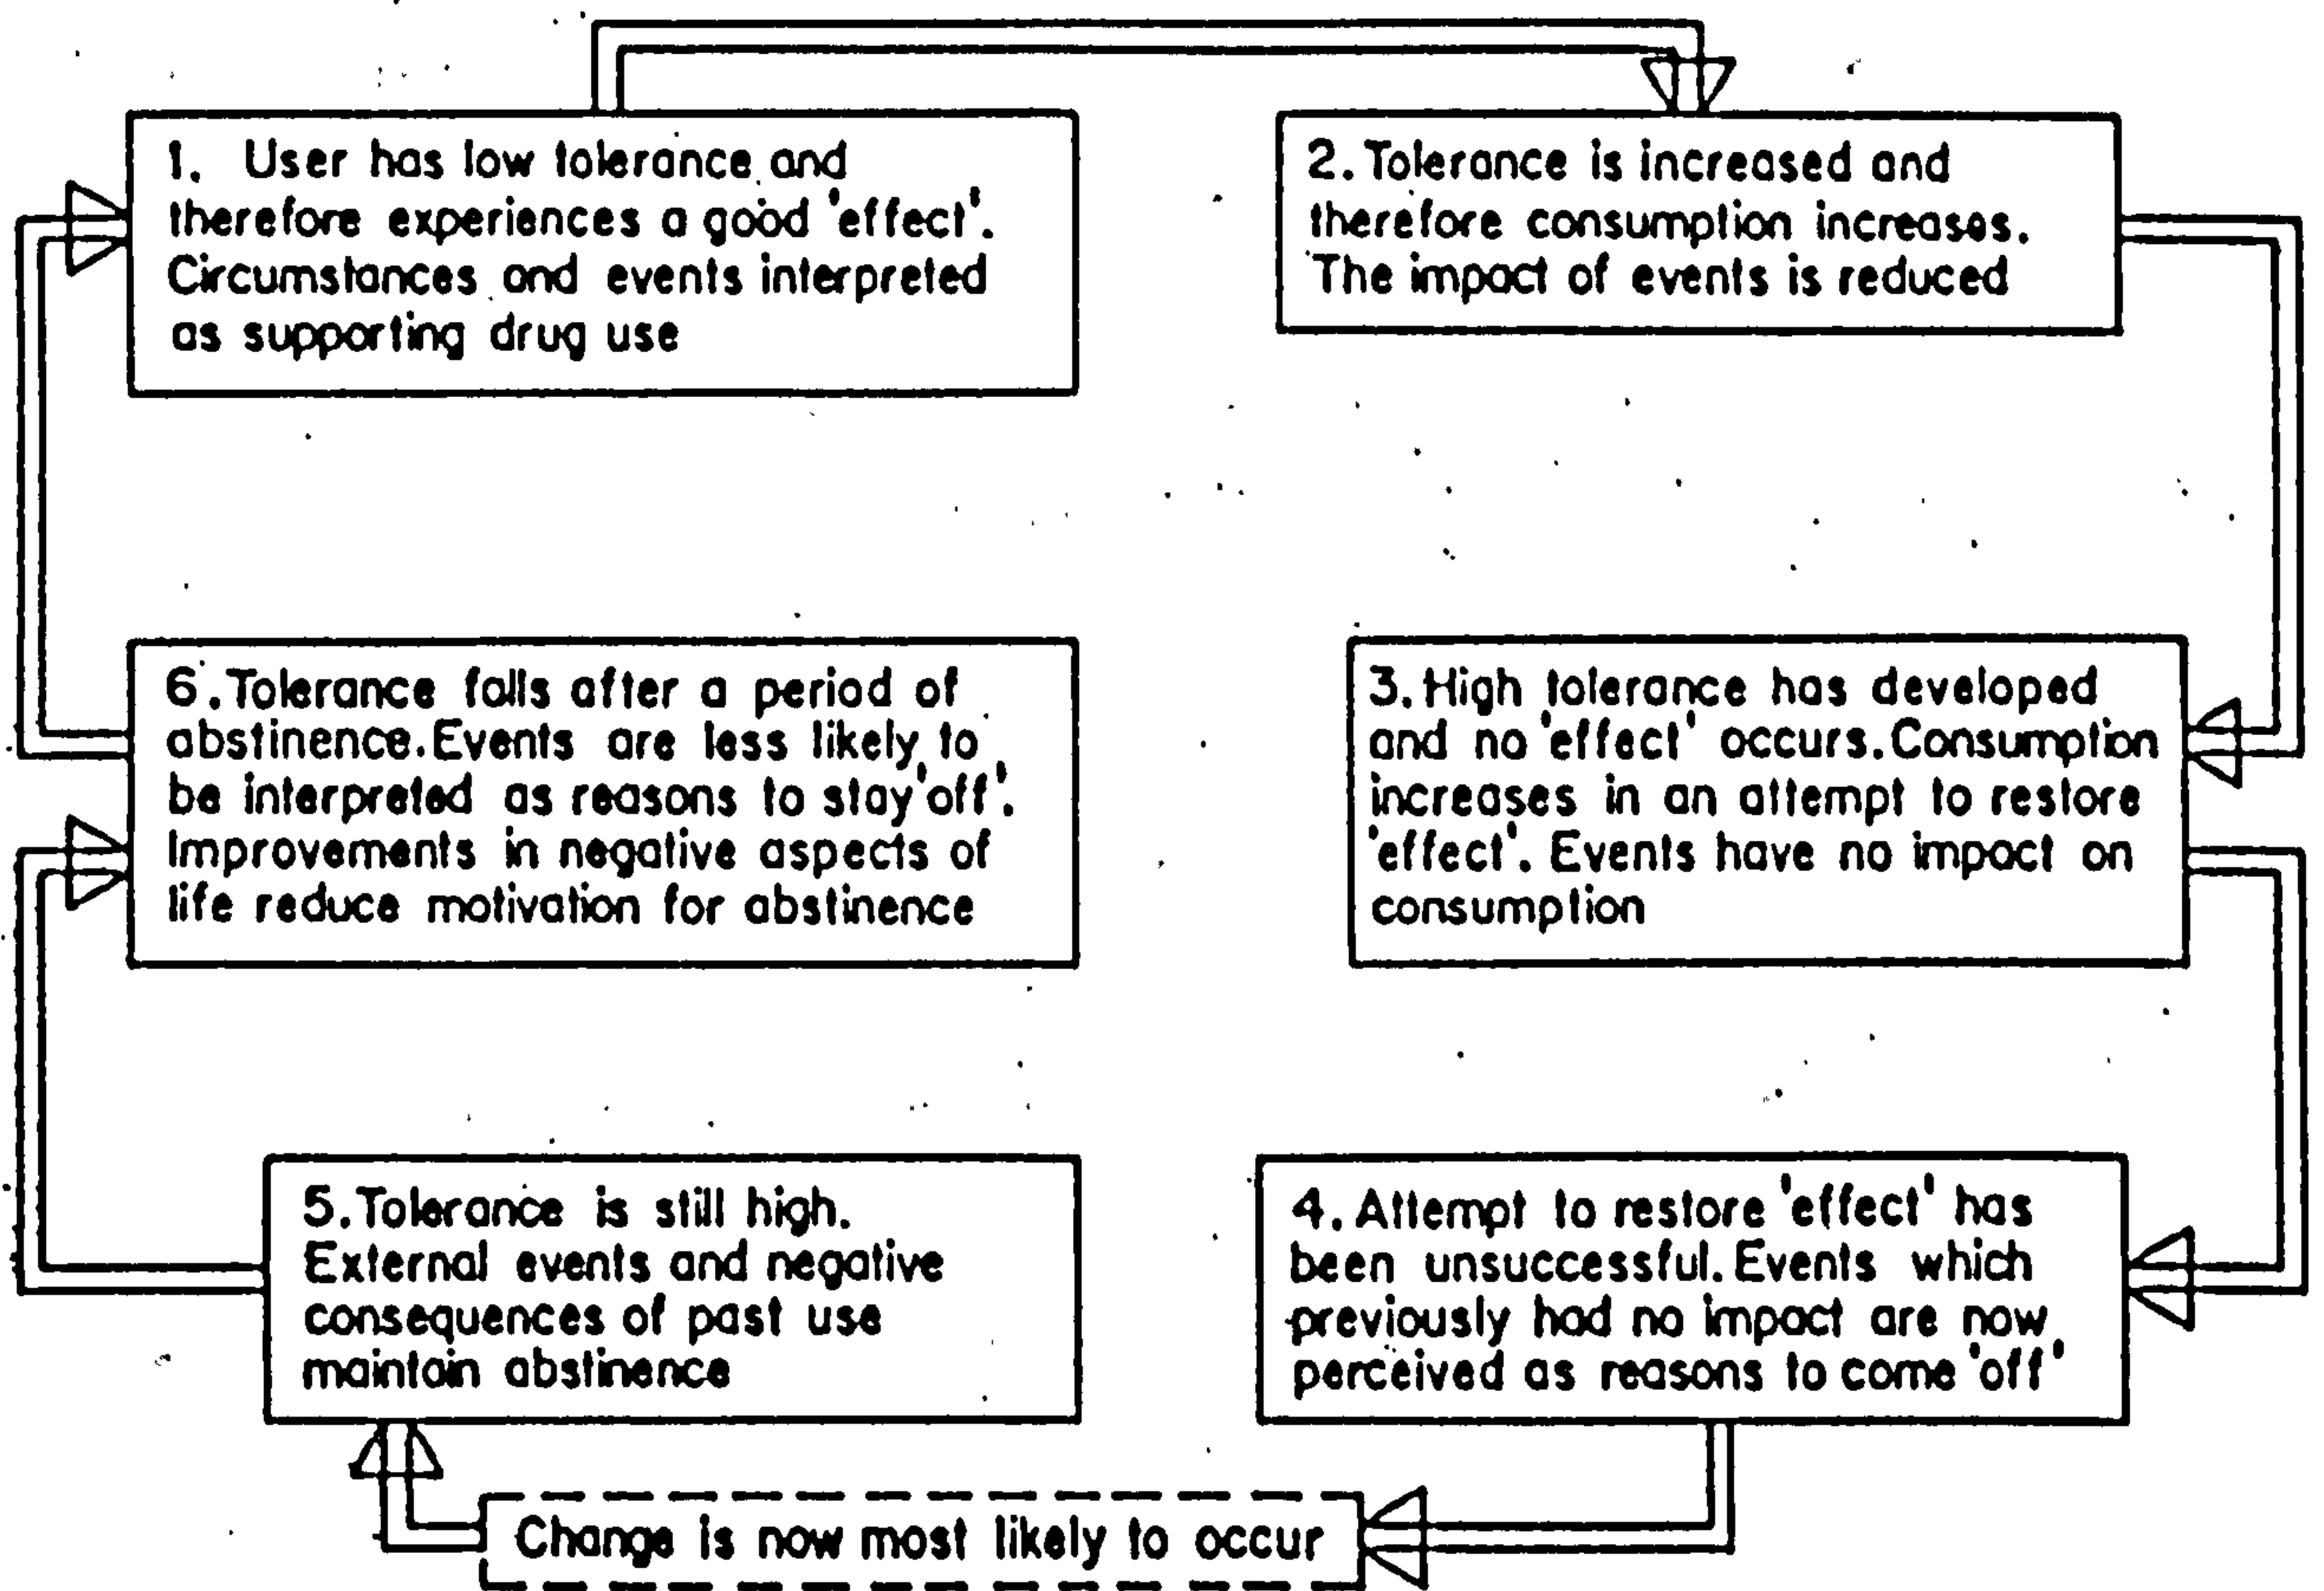 1. User has low tolerance and
therefore experiences a good 'effect'.
Circumstances and events interpreted
as supporting drug use
2. Tolerance is increased and
therefore consumption increases.
The impact of events is reduced
3. High tolerance has developed
and no 'effect' occurs. Consumption
increases in an attempt to restore
'effect'. Events have no impact on
consumption
4. Attempt to restore 'effect' has
been unsuccessful. Events which
previously had no impact are now
perceived as reasons to come 'off'
Change is now most likely to occur
5. Tolerance is still high.
External events and negative
consequences of past use
maintain abstinence
6. Tolerance falls after a period of
abstinence. Events are less likely to
be interpreted as reasons to stay 'off'.
Improvements in negative aspects of
life reduce motivation for abstinence